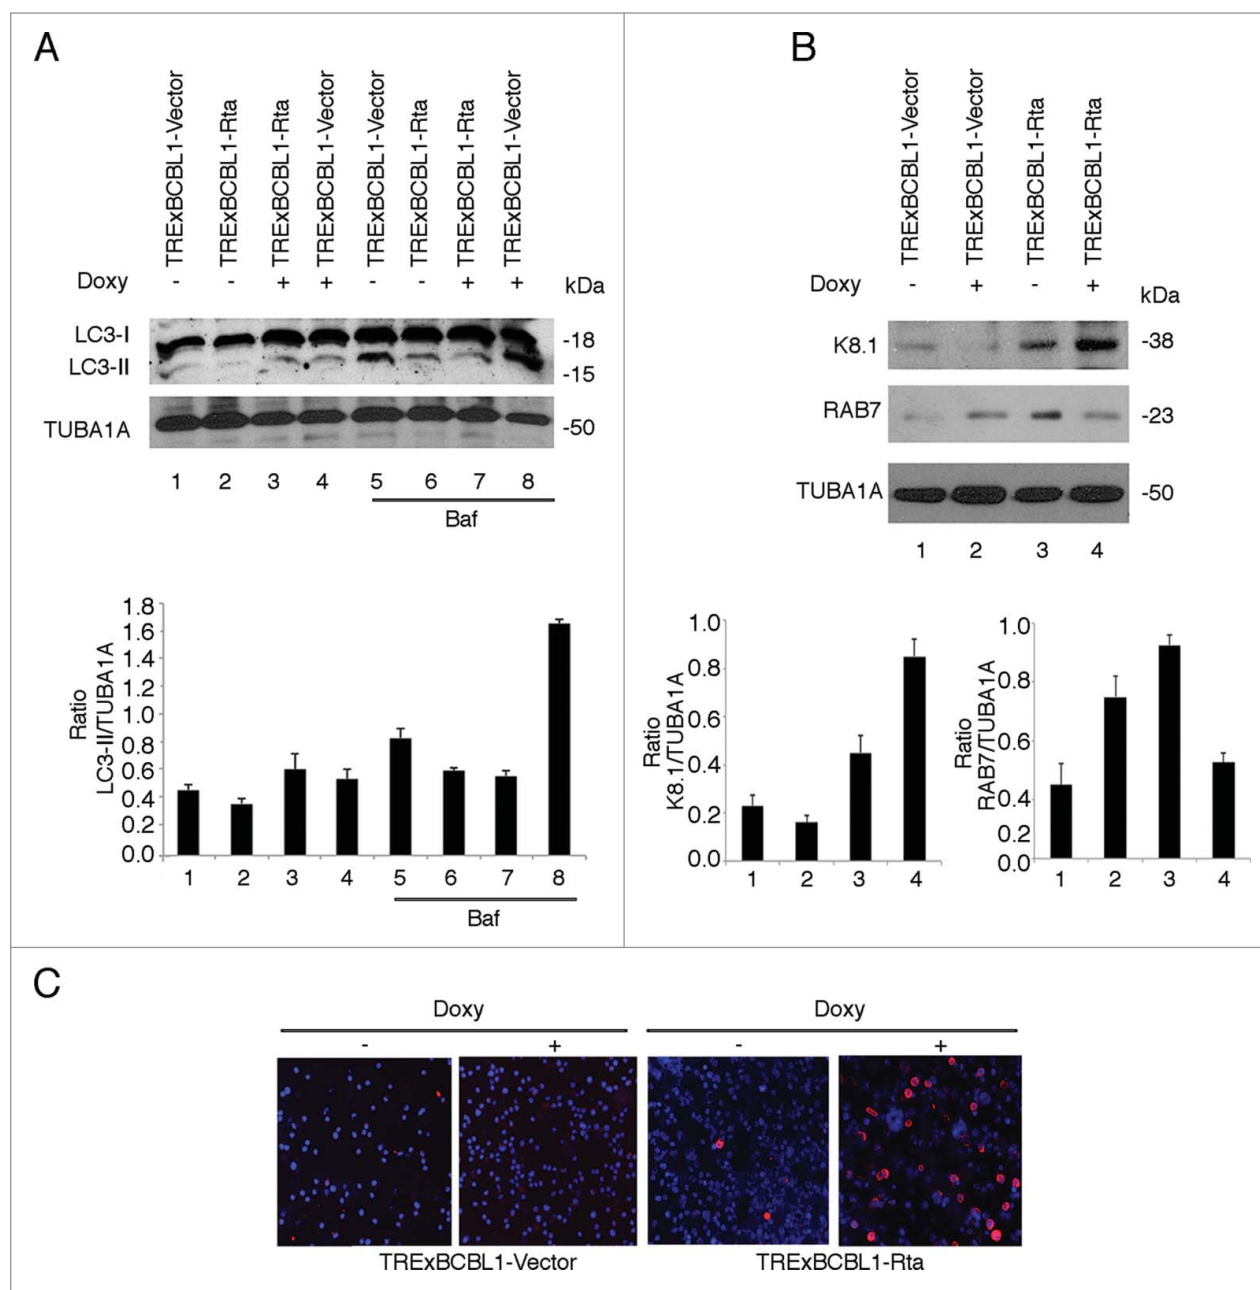 A
TRExBCBL1-Vector TRExBCBL1-Rta TRExBCBL1-Rta TRExBCBL1-Vector TRExBCBL1-Vector TRExBCBL1-Rta TRExBCBL1-Rta TRExBCBL1-Vector
Doxy - - + + - - + + kDa
LC3-I -18
LC3-II -15
TUBA1A -50
1 2 3 4 5 6 7 8
Baf
Ratio
LC3-II/TUBA1A
1.8
1.6
1.4
1.2
1.0
0.8
0.6
0.4
0.2
0.0
1 2 3 4 5 6 7 8
Baf
B
TRExBCBL1-Vector TRExBCBL1-Vector TRExBCBL1-Rta TRExBCBL1-Rta
Doxy - + - + kDa
K8.1 -38
RAB7 -23
TUBA1A -50
1 2 3 4
Ratio
K8.1/TUBA1A
1.0
0.8
0.6
0.4
0.2
0.0
1 2 3 4
Ratio
RAB7/TUBA1A
1.0
0.8
0.6
0.4
0.2
0.0
1 2 3 4
C
Doxy Doxy
- + - +
TRExBCBL1-Vector TRExBCBL1-Rta